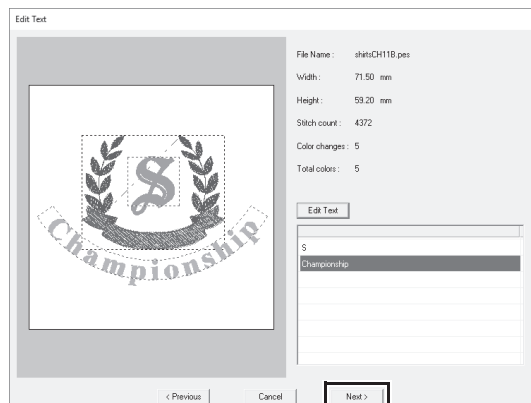 Edit Text
File Name : shirtsCH11B.pes
Width : 71.50 mm
Height : 59.20 mm
Stitch count : 4372
Color changes : 5
Total colors : 5
S
Championship
Edit Text
S
Championship
< Previous Cancel Next >